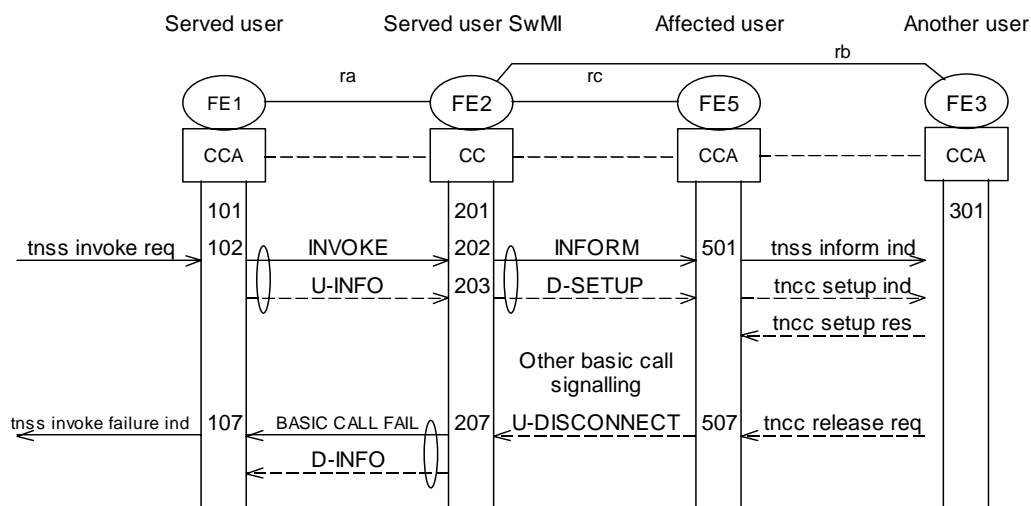 Served user
Served user SwMI
Affected user
Another user
rb
ra
rc
FE1
FE2
FE5
FE3
CCA
CC
CCA
CCA
101
201
301
tnss invoke req
102
INVOKE
202
INFORM
501
tnss inform ind
U-INFO
203
D-SETUP
tncc setup ind
tncc setup res
Other basic call
signalling
tnss invoke failure ind
107
BASIC CALL FAIL
207
U-DISCONNECT
507
tncc release req
D-INFO